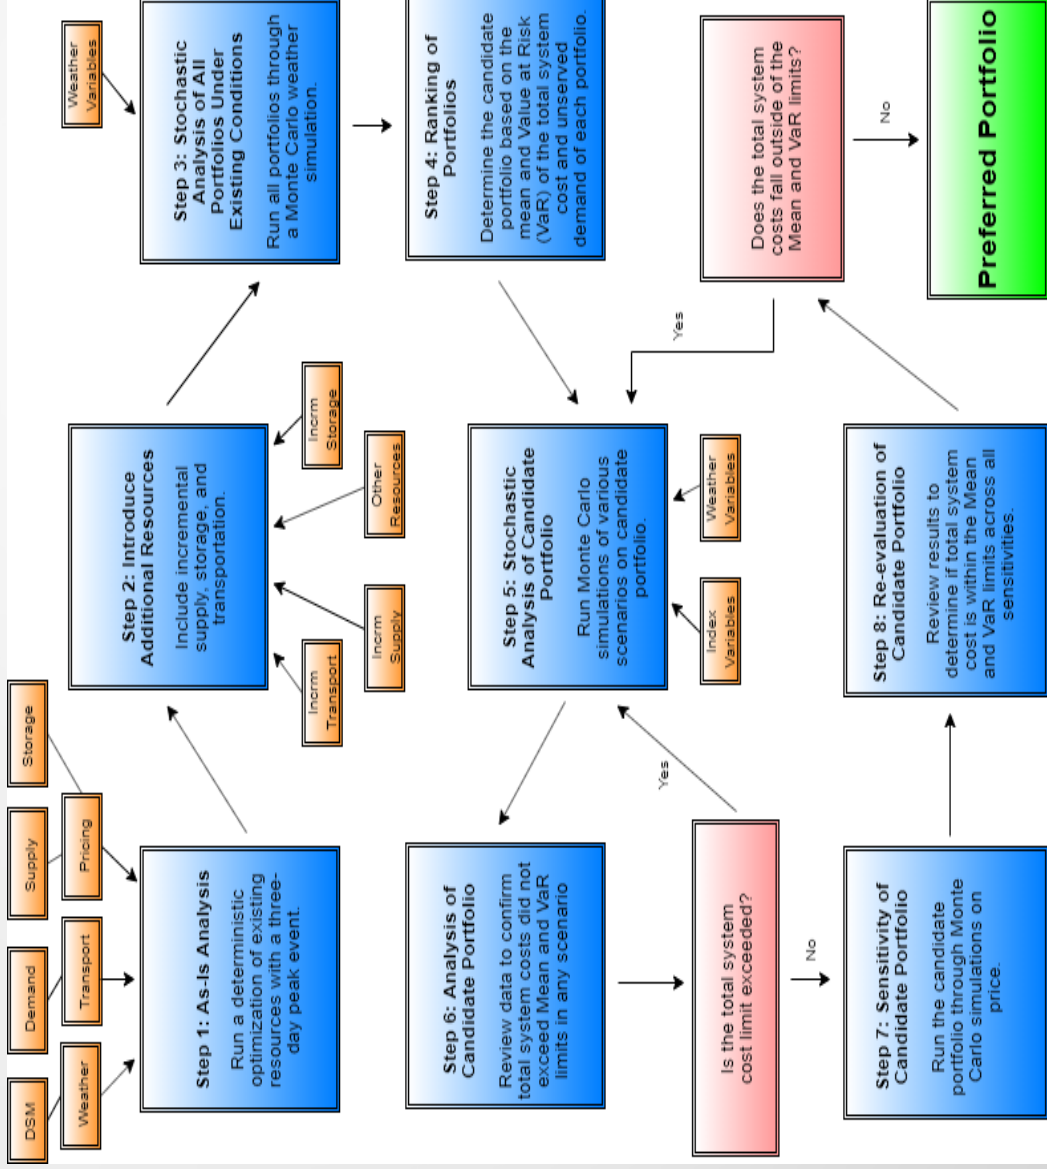 DSM
Demand
Supply
Storage
Weather
Transport
Pricing
Step 1: As-Is Analysis
Run a deterministic
optimization of existing
resources with a three-
day peak event.
Step 2: Introduce
Additional Resources
Include incremental
supply, storage, and
transportation.
Incrm
Transport
Incrm
Supply
Other
Resources
Incrm
Storage
Weather
Variables
Step 3: Stochastic
Analysis of All
Portfolios Under
Existing Conditions
Run all portfolios through
a Monte Carlo weather
simulation.
Step 4: Ranking of
Portfolios
Determine the candidate
portfolio based on the
mean and Value at Risk
(VaR) of the total system
cost and unserved
demand of each portfolio.
Step 5: Stochastic
Analysis of Candidate
Portfolio
Run Monte Carlo
simulations of various
scenarios on candidate
portfolio.
Index
Variables
Weather
Variables
Step 6: Analysis of
Candidate Portfolio
Review data to confirm
total system costs did not
exceed Mean and VaR
limits in any scenario
Is the total system
cost limit exceeded?
Yes
No
Step 7: Sensitivity of
Candidate Portfolio
Run the candidate
portfolio through Monte
Carlo simulations on
price.
Step 8: Re-evaluation of
Candidate Portfolio
Review results to
determine if total system
cost is within the Mean
and VaR limits across all
sensitivities.
Does the total system
costs fall outside of the
Mean and VaR limits?
Yes
No
Preferred Portfolio